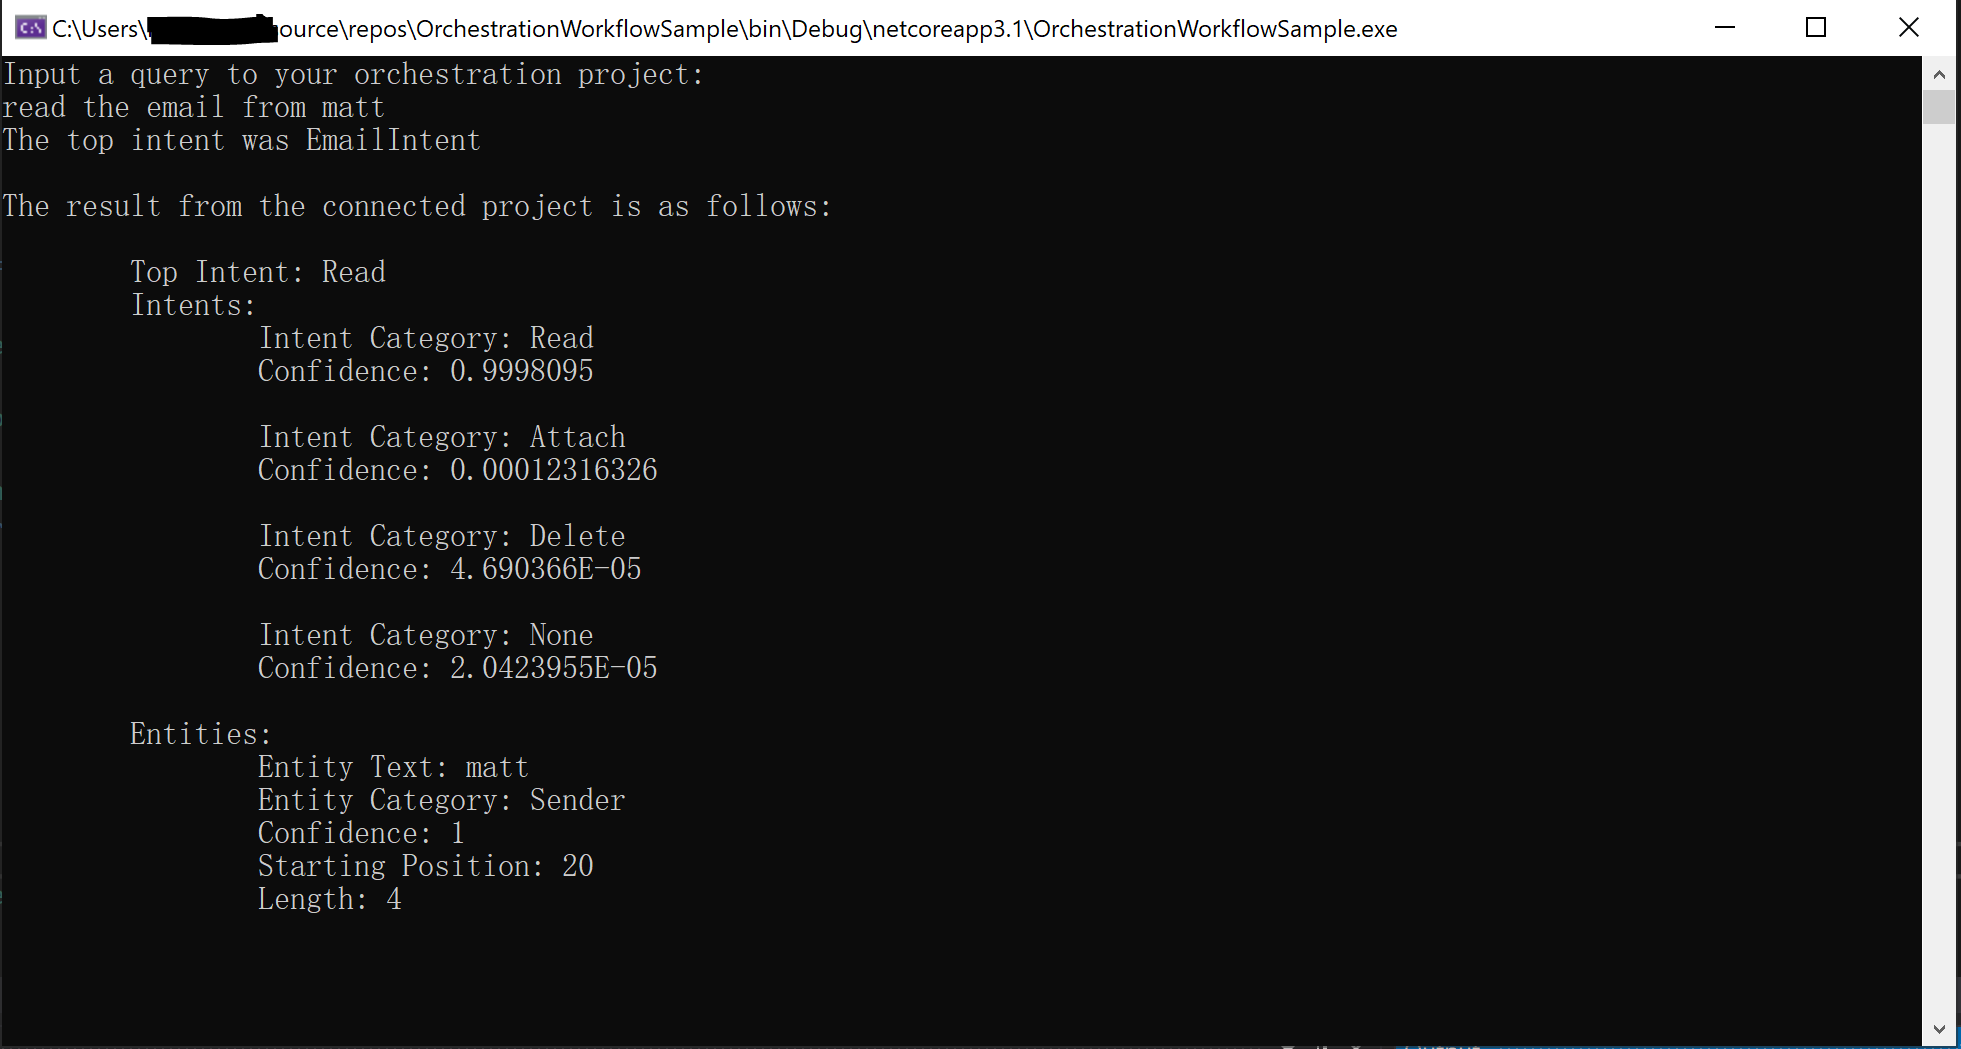 C:\Users\ ource\repos\OrchestrationWorkflowSample\bin\Debug\netcoreapp3.1\OrchestrationWorkflowSample.exe
Input a query to your orchestration project:
read the email from matt
The top intent was EmailIntent
The result from the connected project is as follows:
Top Intent: Read
Intents:
Intent Category: Read
Confidence: 0.9998095
Intent Category: Attach
Confidence: 0.00012316326
Intent Category: Delete
Confidence: 4.690366E-05
Intent Category: None
Confidence: 2.0423955E-05
Entities:
Entity Text: matt
Entity Category: Sender
Confidence: 1
Starting Position: 20
Length: 4